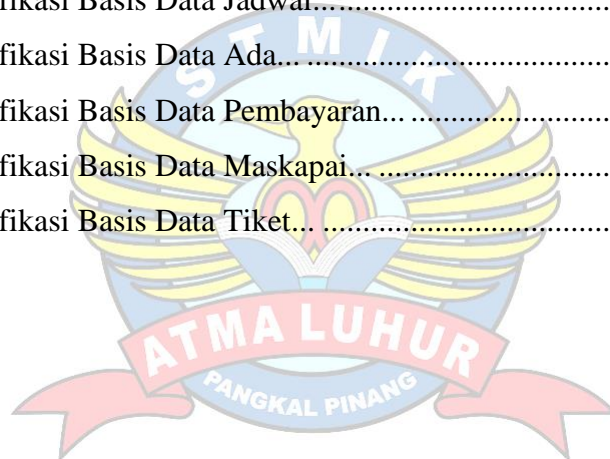 fikasi Basis Data Jadwal...
fikasi Basis Data Ada...
fikasi Basis Data Pembayaran...
fikasi Basis Data Maskapai...
fikasi Basis Data Tiket...
STMIK
ATMA LUHUR
PANGKAL PINANG